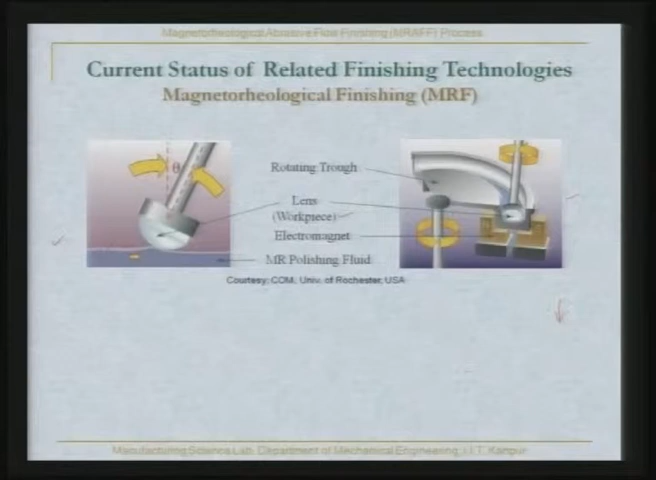 Magnetorheological Abrasive Flow Finishing (MRAFF) Process
Current Status of Related Finishing Technologies
Magnetorheological Finishing (MRF)
θ
Rotating Trough
Lens
(Workpiece)
Electromagnet
MR Polishing Fluid
Courtesy: COM, Univ. of Rochester, USA
Manufacturing Science Lab, Department of Mechanical Engineering, I.I.T. Kanpur